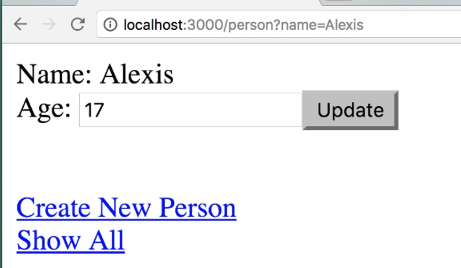 localhost:3000/person?name=Alexis
Name: Alexis
Age: 17 Update
Create New Person
Show All